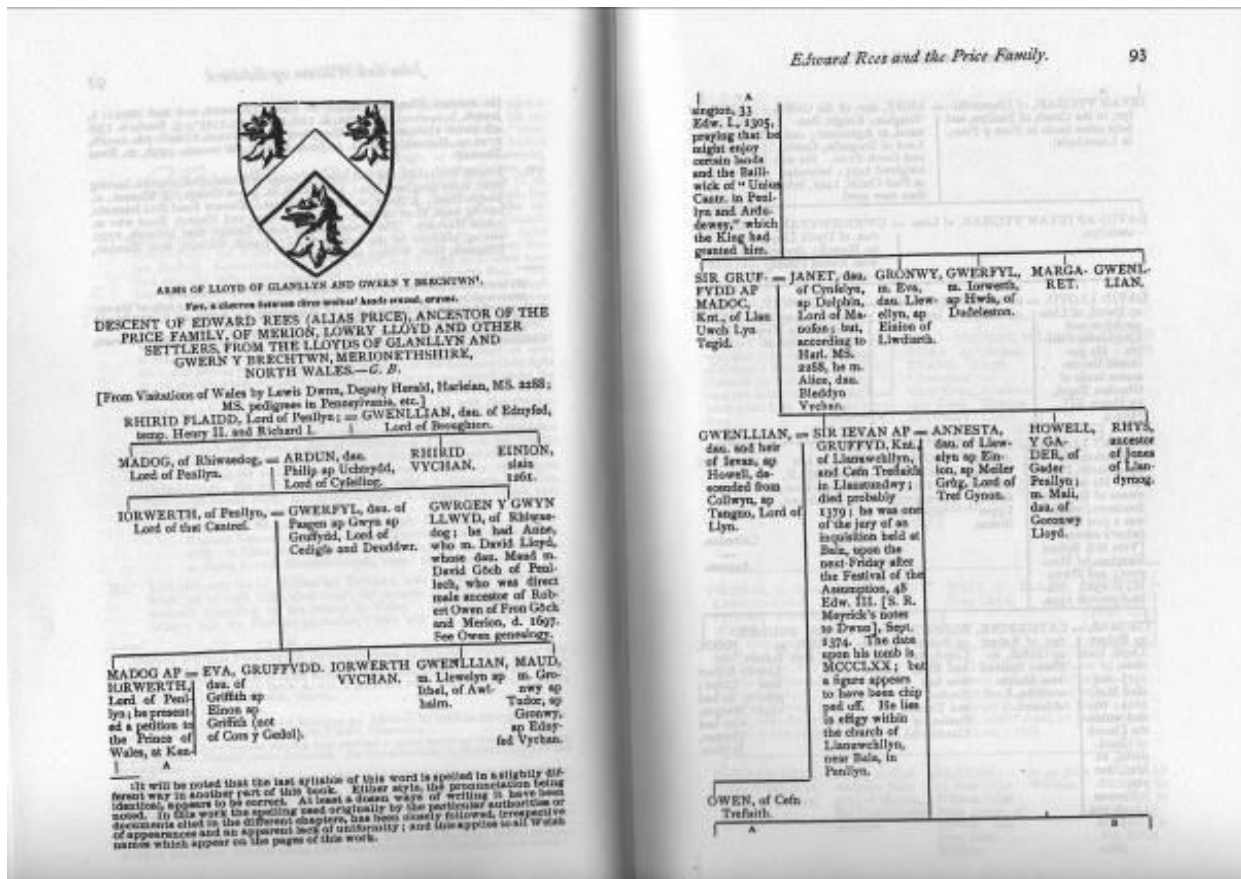 ARMS OF LLOYD OF GLANLLYN AND GWERN Y BRECHTWN¹.
a chevron between three wolves' heads erased,
DESCENT OF EDWARD REES (ALIAS PRICE), ANCESTOR OF THE
PRICE FAMILY, OF MERION, LOWRY LLOYD AND OTHER
SETTLERS, FROM THE LLOYDS OF GLANLLYN AND
GWERN Y BRECHTWN, MERIONETHSHIRE,
NORTH WALES.—G. B.
[From Visitations of Wales by Lewis Dwnn, Deputy Herald, Harleian, MS. 2288;
MS. pedigrees in Pennsylvania, etc.]
RHIRID FLAIDD, Lord of Penllyn; = GWENLLIAN, dau. of Ednyfed,
temp. Henry II. and Richard I. Lord of Broughton.
MADOG, of Rhiwaedog, =
Lord of Penllyn.
ARDUN, dau.
Philip ap Uchtrydd,
Lord of Cyfeiliog.
RHIRID
VYCHAN.
EINION,
slain
1261.
IORWERTH, of Penllyn, =
Lord of that Cantref.
GWERFYL, dau. of
Pasgen ap Gwyn ap
Gruffydd, Lord of
Cedigfa and Deuddwr.
GWRGEN Y GWYN
LLWYD, of Rhiwae-
dog; he had Anne,
who m. David Lloyd,
whose dau. Maud m.
David Gôch of Penl-
lech, who was direct
male ancestor of Rob-
ert Owen of Fron Gôch
and Merion, d. 1697.
See Owen genealogy.
MADOG AP =
IORWERTH,
Lord of Penl-
lyn; he present-
ed a petition to
the Prince of
Wales, at Ken-
A
EVA,
dau. of
Griffith ap
Einon ap
Griffith (not
of Cors y Gedol).
GRUFFYDD.
IORWERTH
VYCHAN.
GWENLLIAN,
m. Llewelyn ap
Ithel, of
MAUD,
m. Gro-
nwy ap
Tudor, ap
Gronwy,
ap Edny-
fed Vychan.
¹It will be noted that the last syllable of this word is spelled in a slightly dif-
ferent way in another part of this book. Either style, the pronunciation being
identical, appears to be correct. At least a dozen ways of writing it have been
noted. In this work the spelling used originally by the particular authorities or
documents cited in the different chapters, has been closely followed, irrespective
of appearances and an apparent lack of uniformity; and this applies to all Welsh
names which appear on the pages of this work.
Edward Rees and the Price Family. 93
A
sington, 33
Edw. I., 1305,
praying that he
might enjoy
certain lands
and the Baili-
wick of "Unius
Cantr. in Penl-
lyn and Ardu-
dewey," which
the King had
granted him.
SIR GRUF- =
FYDD AP
MADOC,
Knt., of Llan
Uwch Lyn
Tegid.
JANET, dau.
of Cynfelyn,
ap Dolphin,
Lord of Ma-
nofon; but,
according to
Harl. MS.
2288, he m.
Alice, dau.
Bleddyn
Vychan.
GRONWY,
m. Eva,
dau. Llew-
ellyn, ap
Einion of
Llwdiarth.
GWERFYL,
m. Iorwerth,
ap Hwfa, of
Dudleston.
MARGA-
RET.
GWENL-
LIAN.
GWENLLIAN, =
dau. and heir
of Ievan, ap
Howell, de-
scended from
Collwyn, ap
Tangno, Lord of
Llyn.
SIR IEVAN AP =
GRUFFYD, Knt.,
of Llanuwchllyn,
and Cefn Treflaith
in Llanstundwy;
died probably
1379; he was one
of the jury of an
inquisition held at
Bala, upon the
next Friday after
the Festival of the
Assumption, 48
Edw. III. [S. R.
Meyrick's notes
to Dwnn], Sept.
1374. The date
upon his tomb is
MCCCLXX; but
a figure appears
to have been chip
ped off. He lies
in effigy within
the church of
Llanuwchllyn,
near Bala, in
Penllyn.
ANNESTA,
dau. of Llew-
elyn ap Ein-
ion, ap Meiler
Grûg, Lord of
Tref Gynon.
HOWELL,
Y GA-
DER, of
Gader
Penllyn;
m. Mali,
dau. of
Goronwy
Lloyd.
RHYS,
ancestor
of Jones
of Llan-
dyrnog.
OWEN, of Cefn
Trefiaith.
A B